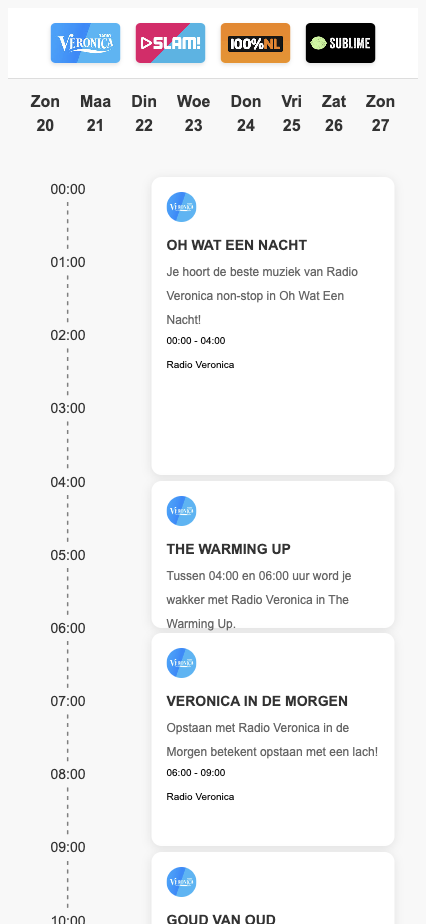 RADIO
VERONICA
SLAM!
100%NL
SUBLIME
Zon Maa Din Woe Don Vri Zat Zon
20 21 22 23 24 25 26 27
00:00
01:00
02:00
03:00
04:00
05:00
06:00
07:00
08:00
09:00
10:00
VERONICA
OH WAT EEN NACHT
Je hoort de beste muziek van Radio
Veronica non-stop in Oh Wat Een
Nacht!
00:00 - 04:00
Radio Veronica
VERONICA
THE WARMING UP
Tussen 04:00 en 06:00 uur word je
wakker met Radio Veronica in The
Warming Up.
VERONICA
VERONICA IN DE MORGEN
Opstaan met Radio Veronica in de
Morgen betekent opstaan met een lach!
06:00 - 09:00
Radio Veronica
VERONICA
GOUD VAN OUD